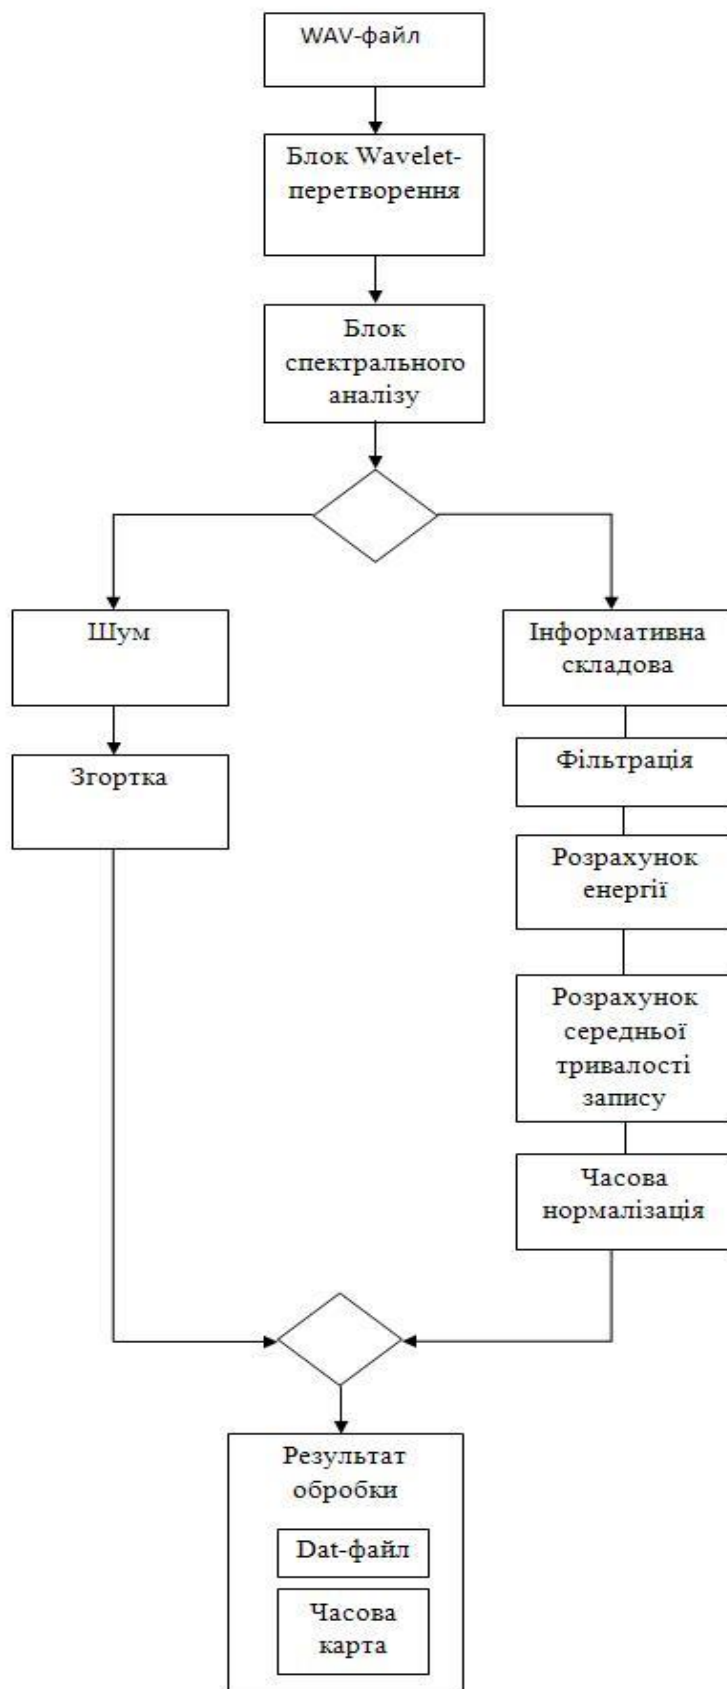 WAV-файл
Блок Wavelet-
перетворення
Блок
спектрального
аналізу
Шум
Згортка
Інформативна
складова
Фільтрація
Розрахунок
енергії
Розрахунок
середньої
тривалості
запису
Часова
нормалізація
Результат
обробки
Dat-файл
Часова
карта